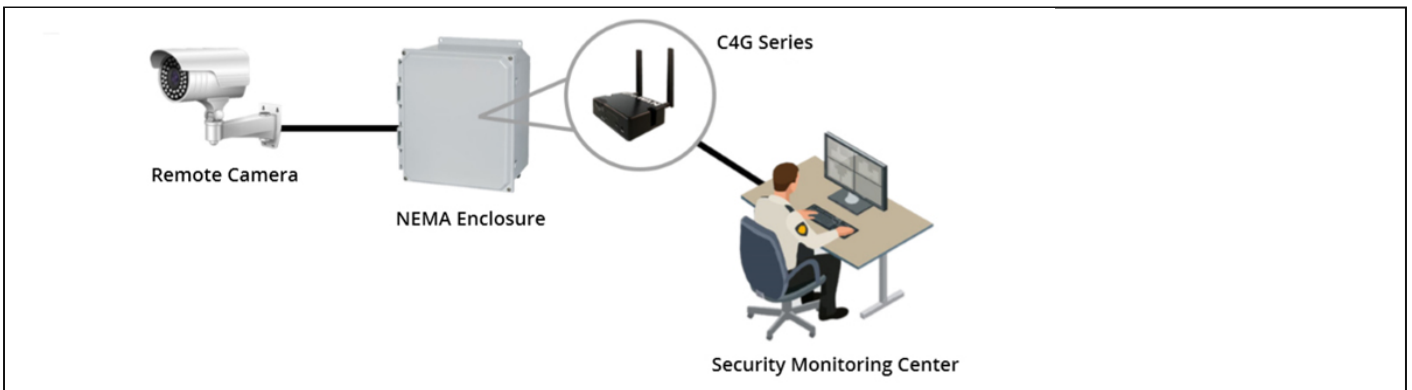 C4G Series
Remote Camera
NEMA Enclosure
Security Monitoring Center